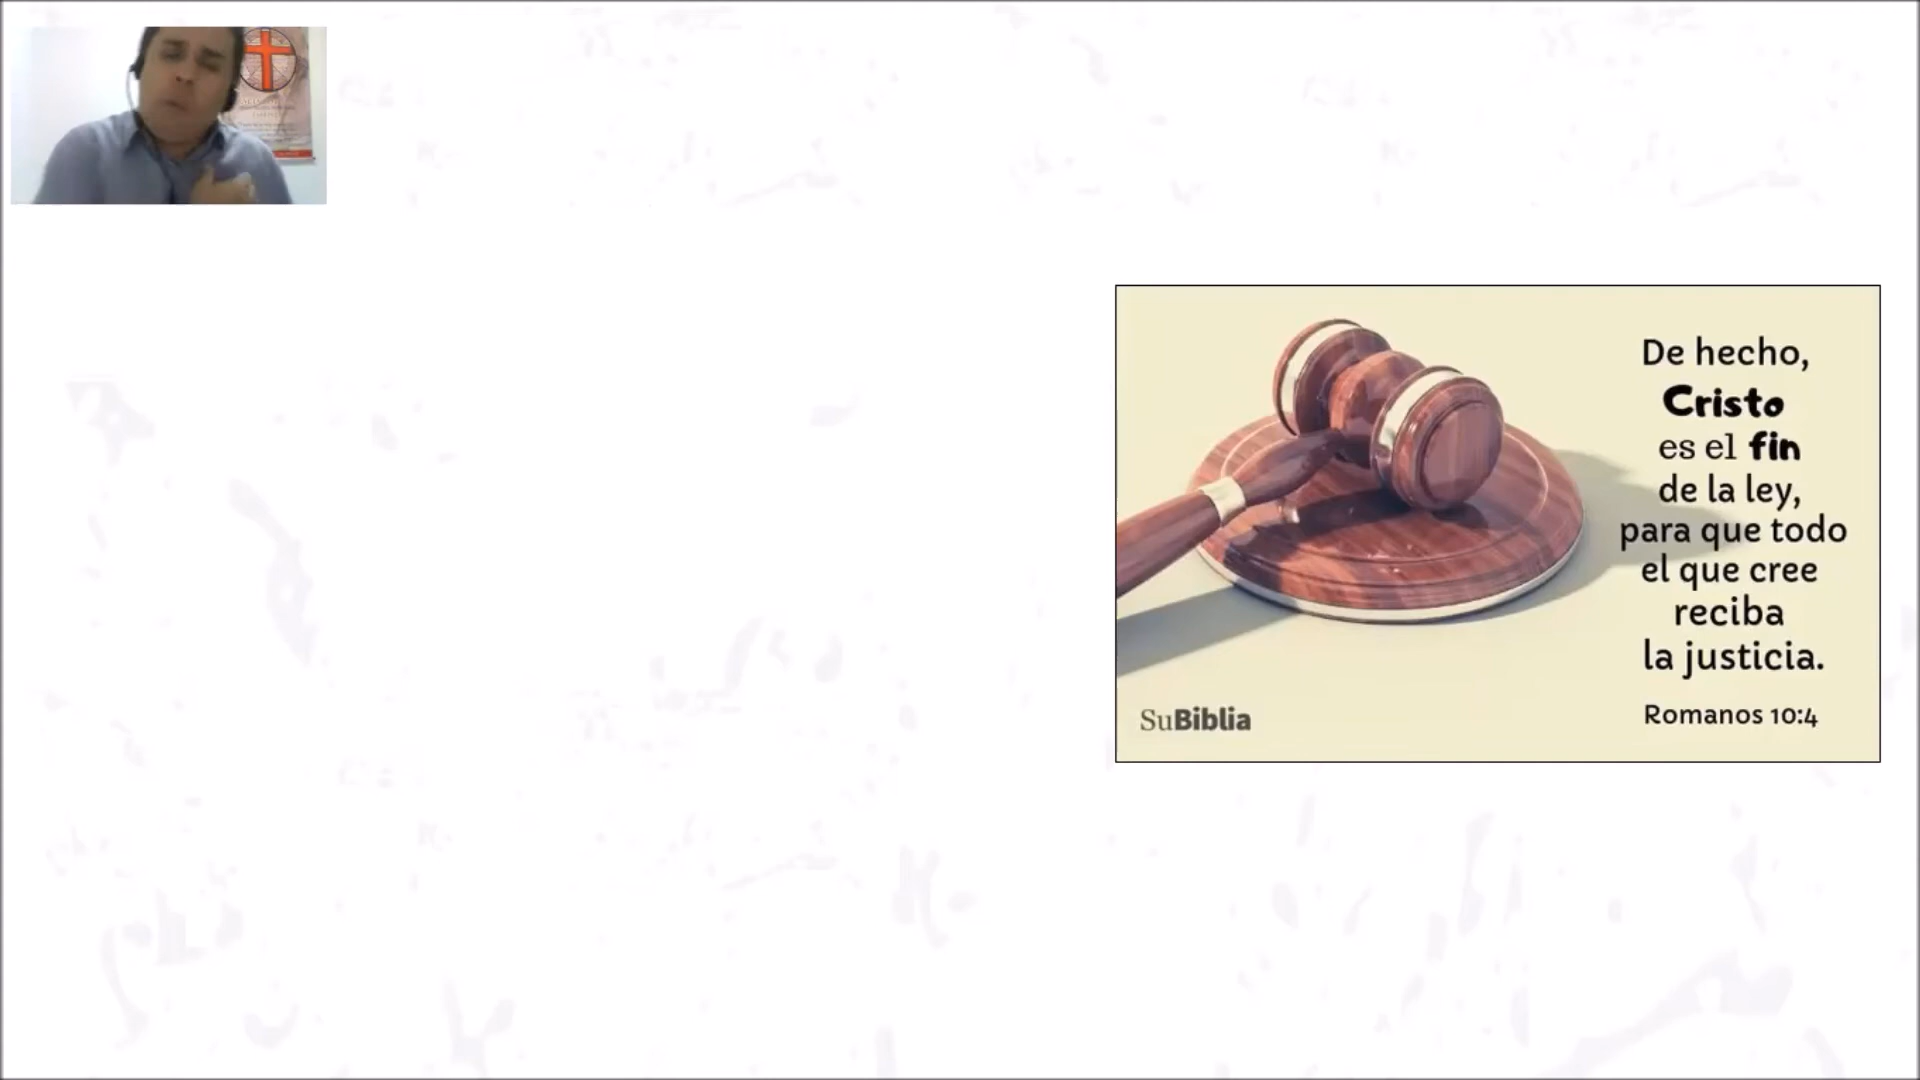 De hecho,
Cristo
es el fin
de la ley,
para que todo
el que cree
reciba
la justicia.
Romanos 10:4
SuBiblia